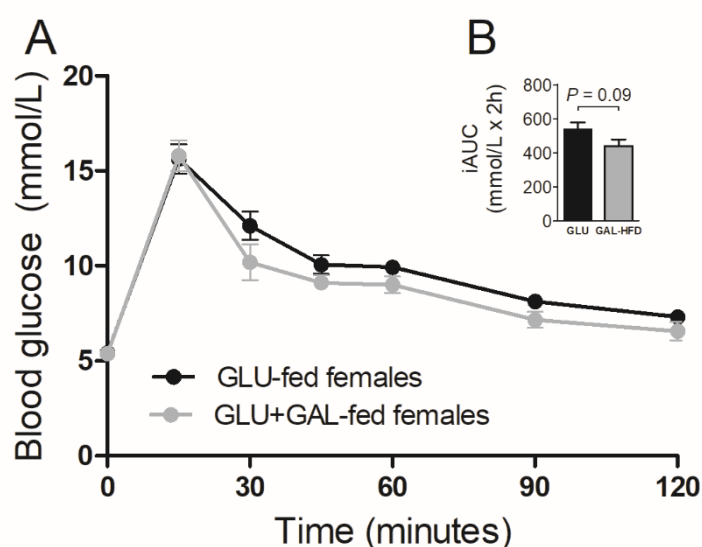 A
Blood glucose (mmol/L)
20
15
10
5
0
0 30 60 90 120
Time (minutes)
GLU-fed females
GLU+GAL-fed females
B
iAUC
(mmol/L x 2h)
800
600
400
200
0
P = 0.09
GLU GAL-HFD